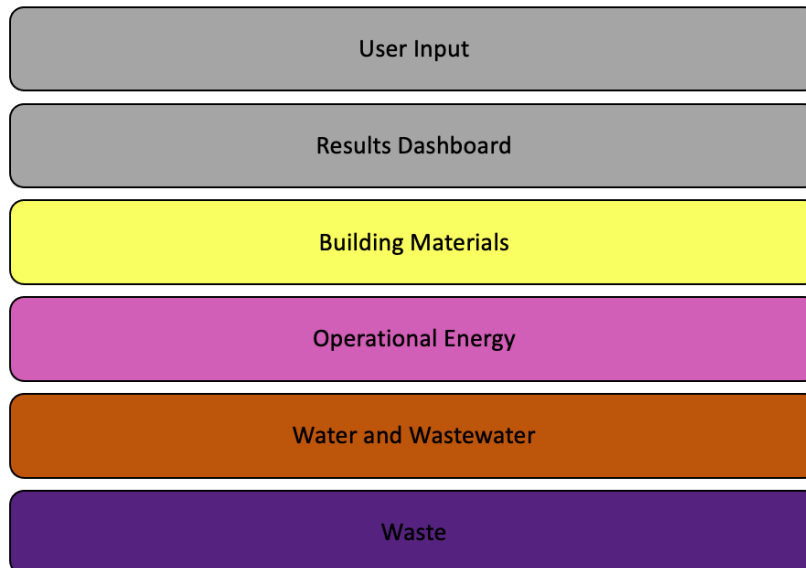 User Input
Results Dashboard
Building Materials
Operational Energy
Water and Wastewater
Waste